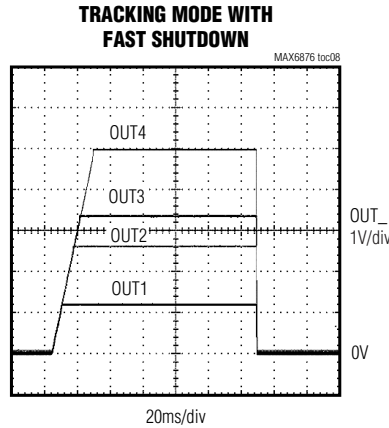 TRACKING MODE WITH
FAST SHUTDOWN
MAX6876 toc08
OUT4
OUT3
OUT2
OUT1
OUT_
1V/div
0V
20ms/div